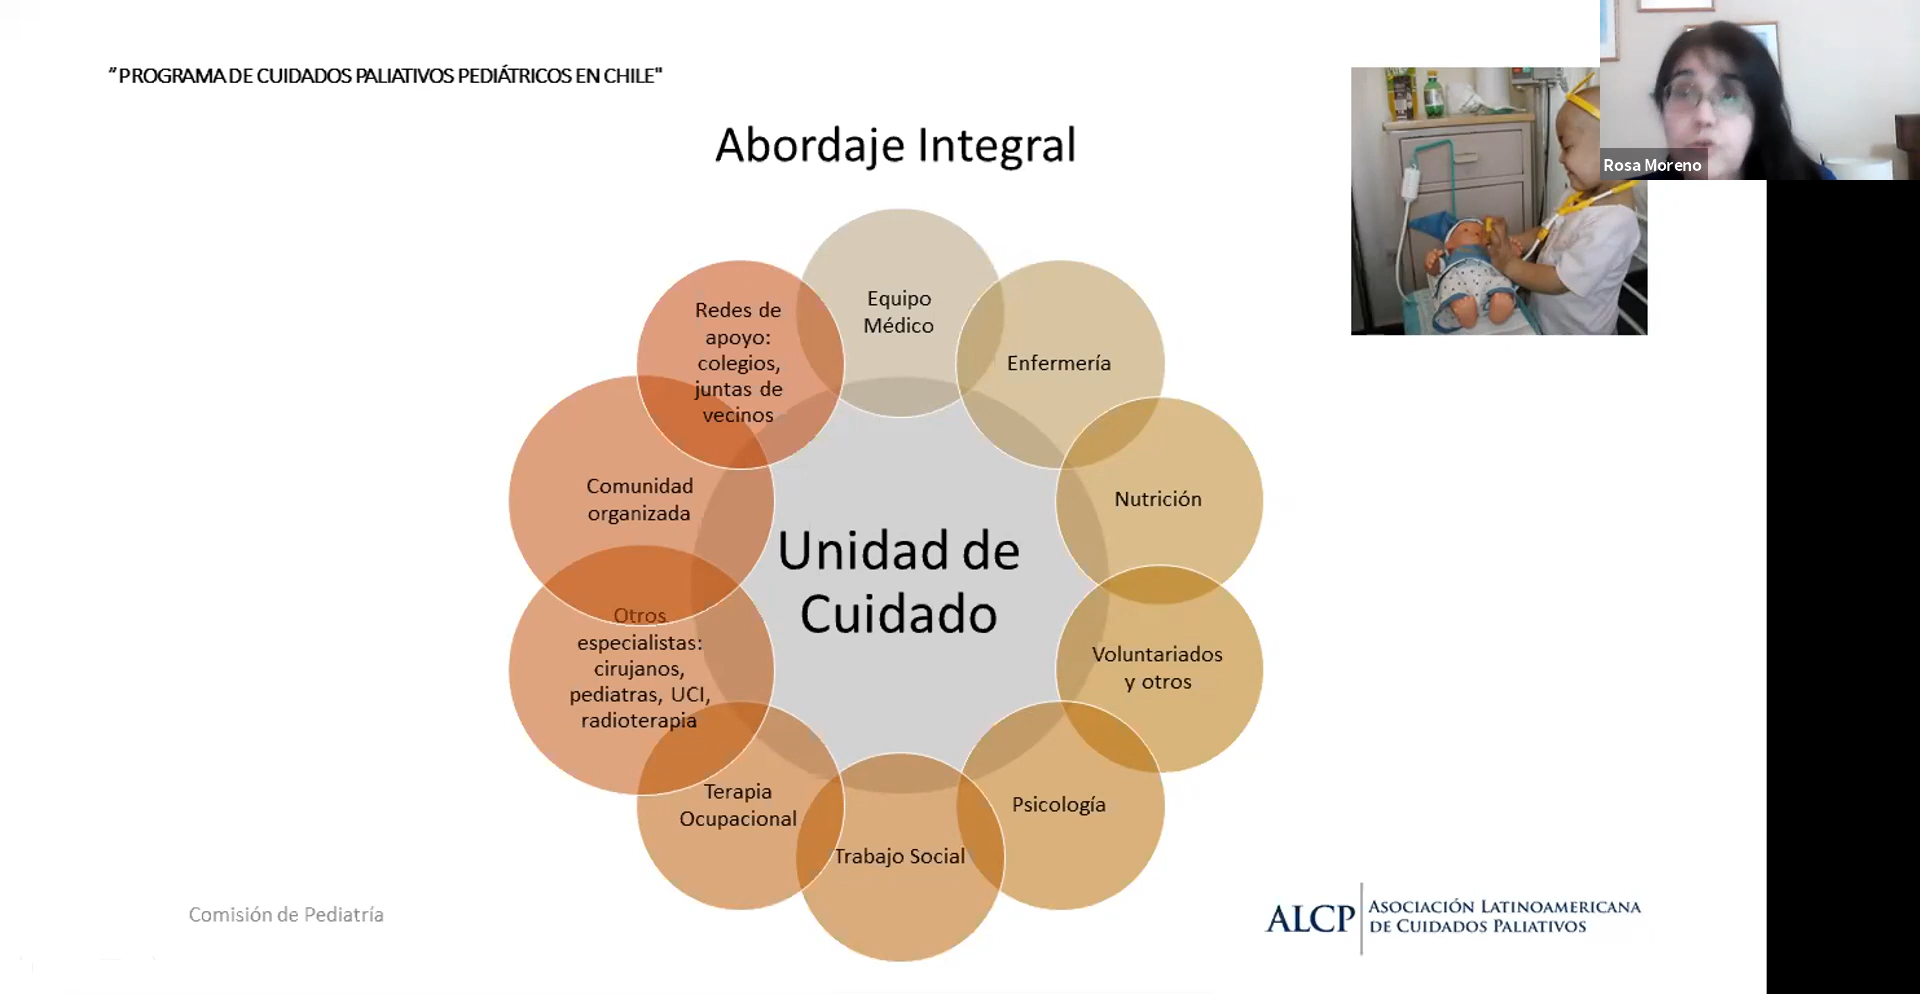 ”PROGRAMA DE CUIDADOS PALIATIVOS PEDIÁTRICOS EN CHILE"
Rosa Moreno
Abordaje Integral
Equipo
Médico
Enfermería
Nutrición
Voluntariados
y otros
Psicología
Trabajo Social
Terapia
Ocupacional
Otros
especialistas:
cirujanos,
pediatras, UCI,
radioterapia
Comunidad
organizada
Redes de
apoyo:
colegios,
juntas de
vecinos
Unidad de
Cuidado
Comisión de Pediatría
ALCP
ASOCIACIÓN LATINOAMERICANA
DE CUIDADOS PALIATIVOS